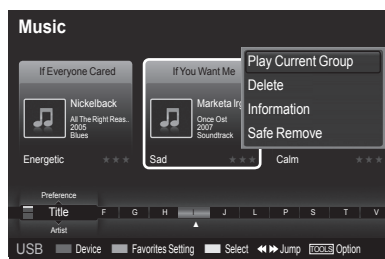 Music
If Everyone Cared
If You Want Me
Play Current Group
Delete
Information
Safe Remove
Nickelback
All The Right Reas..
2005
Blues
Marketa Irg
Once Ost
2007
Soundtrack
Energetic ★★★
Sad ★★★
Calm ★★★
Preference
Title F G H I J L P S T V
Artist
USB Device Favorites Setting Select ◀◀ ▶▶ Jump TOOLS Option